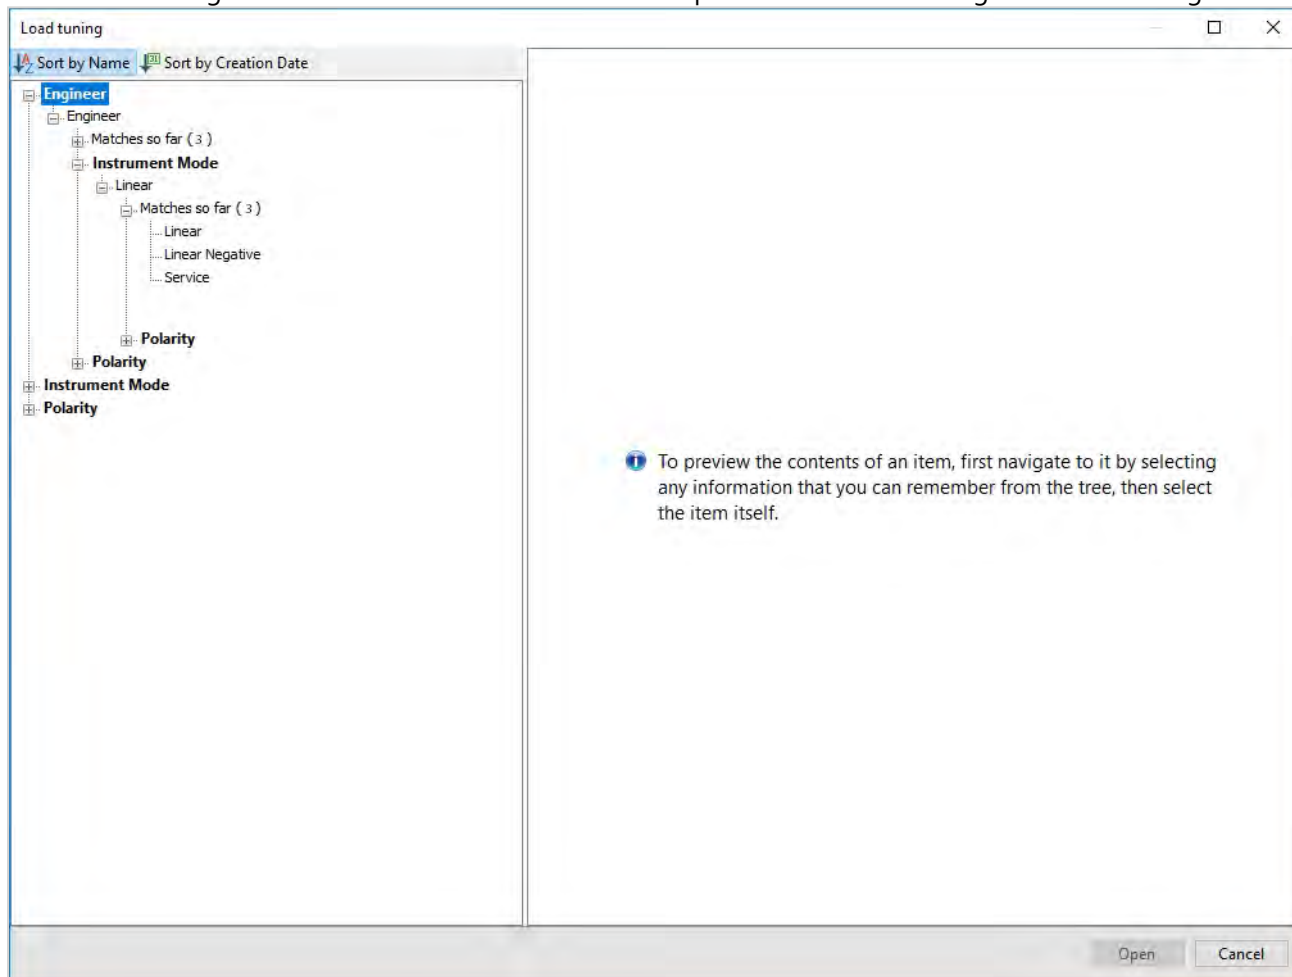 Load tuning
Sort by Name Sort by Creation Date
Engineer
Engineer
Matches so far ( 3 )
Instrument Mode
Linear
Matches so far ( 3 )
Linear
Linear Negative
Service
Polarity
Polarity
Instrument Mode
Polarity
To preview the contents of an item, first navigate to it by selecting
any information that you can remember from the tree, then select
the item itself.
Open Cancel